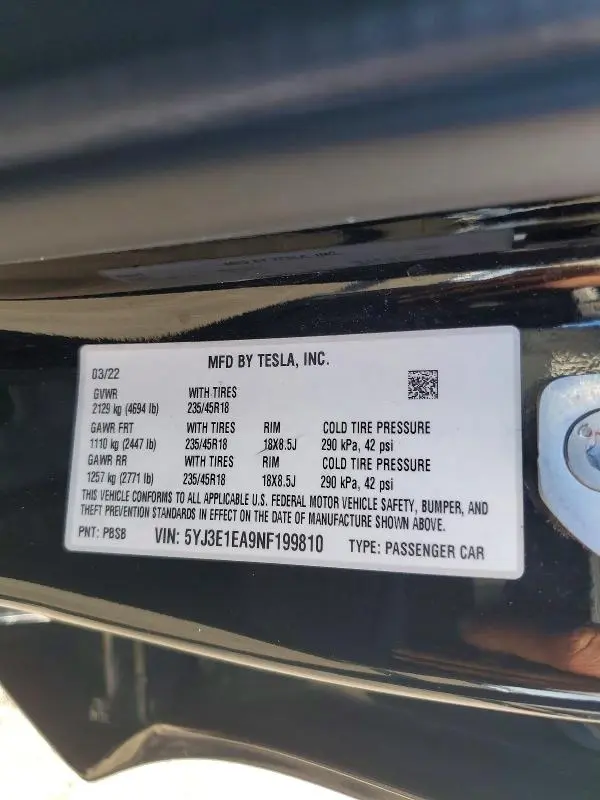 MFD BY TESLA, INC.
MFD BY TESLA, INC.
03/22
GVWR WITH TIRES
2129 kg (4694 lb) 235/45R18
GAWR FRT WITH TIRES RIM COLD TIRE PRESSURE
1110 kg (2447 lb) 235/45R18 18X8.5J 290 kPa, 42 psi
GAWR RR WITH TIRES RIM COLD TIRE PRESSURE
1257 kg (2771 lb) 235/45R18 18X8.5J 290 kPa, 42 psi
THIS VEHICLE CONFORMS TO ALL APPLICABLE U.S. FEDERAL MOTOR VEHICLE SAFETY, BUMPER, AND
THEFT PREVENTION STANDARDS IN EFFECT ON THE DATE OF MANUFACTURE SHOWN ABOVE.
PNT: PBSB VIN: 5YJ3E1EA9NF199810 TYPE: PASSENGER CAR